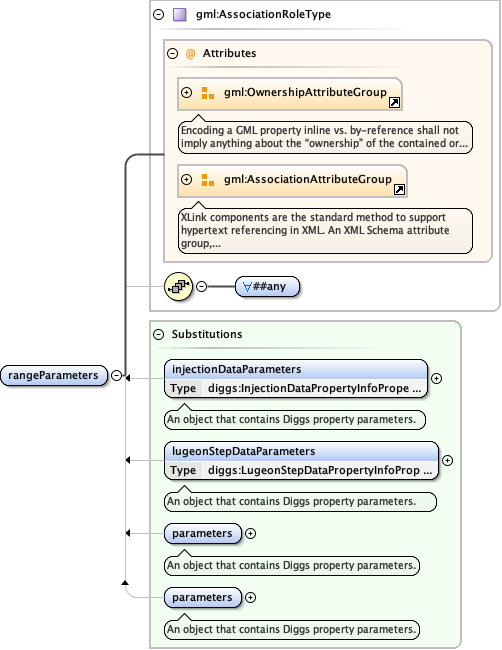 gml:AssociationRoleType
@ Attributes
gml:OwnershipAttributeGroup
Encoding a GML property inline vs. by-reference shall not
imply anything about the “ownership” of the contained or...
gml:AssociationAttributeGroup
XLink components are the standard method to support
hypertext referencing in XML. An XML Schema attribute
group,...
∀##any
rangeParameters
Substitutions
injectionDataParameters
Type diggs:InjectionDataPropertyInfoPrope ...
An object that contains Diggs property parameters.
lugeonStepDataParameters
Type diggs:LugeonStepDataPropertyInfoProp ...
An object that contains Diggs property parameters.
parameters
An object that contains Diggs property parameters.
parameters
An object that contains Diggs property parameters.